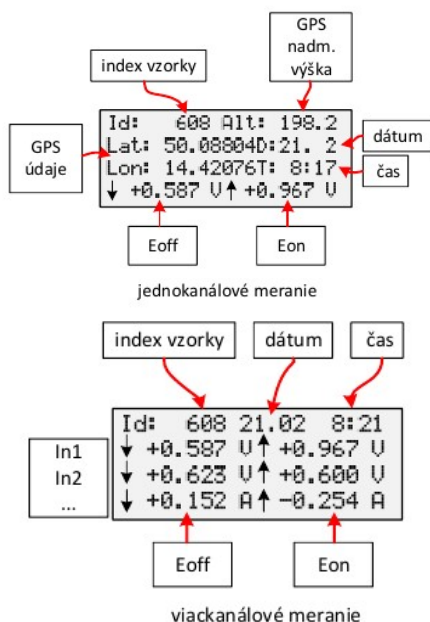 GPS
nadm.
výška
index vzorky
Id: 608 Alt: 198.2
Lat: 50.08804D:21. 2
Lon: 14.42076T: 8:17
↓ +0.587 V↑ +0.967 V
GPS
údaje
dátum
čas
Eoff
Eon
jednokanálové meranie
index vzorky
dátum
čas
Id: 608 21.02 8:21
↓ +0.587 V↑ +0.967 V
↓ +0.623 V↑ +0.600 V
↓ +0.152 A↑ -0.254 A
In1
In2
...
Eoff
Eon
viackanálové meranie